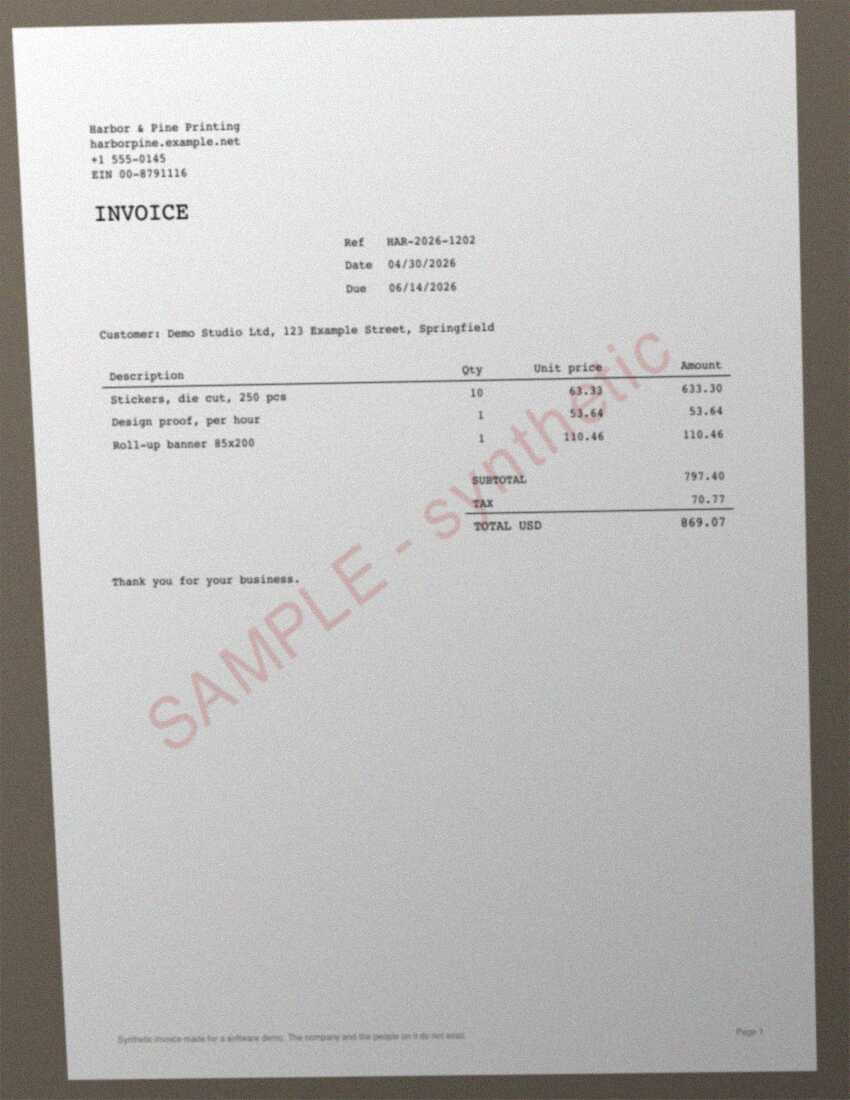 Harbor & Pine Printing
harborpine.example.net
+1 555-0145
EIN 00-8791116
INVOICE
Ref HAR-2026-1202
Date 04/30/2026
Due 06/14/2026
Customer: Demo Studio Ltd, 123 Example Street, Springfield
Description Qty Unit price Amount
Stickers, die cut, 250 pcs 10 63.33 633.30
Design proof, per hour 1 53.64 53.64
Roll-up banner 85x200 1 110.46 110.46
SUBTOTAL 797.40
TAX 70.77
TOTAL USD 869.07
Thank you for your business.
SAMPLE - synthetic
Synthetic invoice made for a software demo. The company and the people on it do not exist.
Page 1